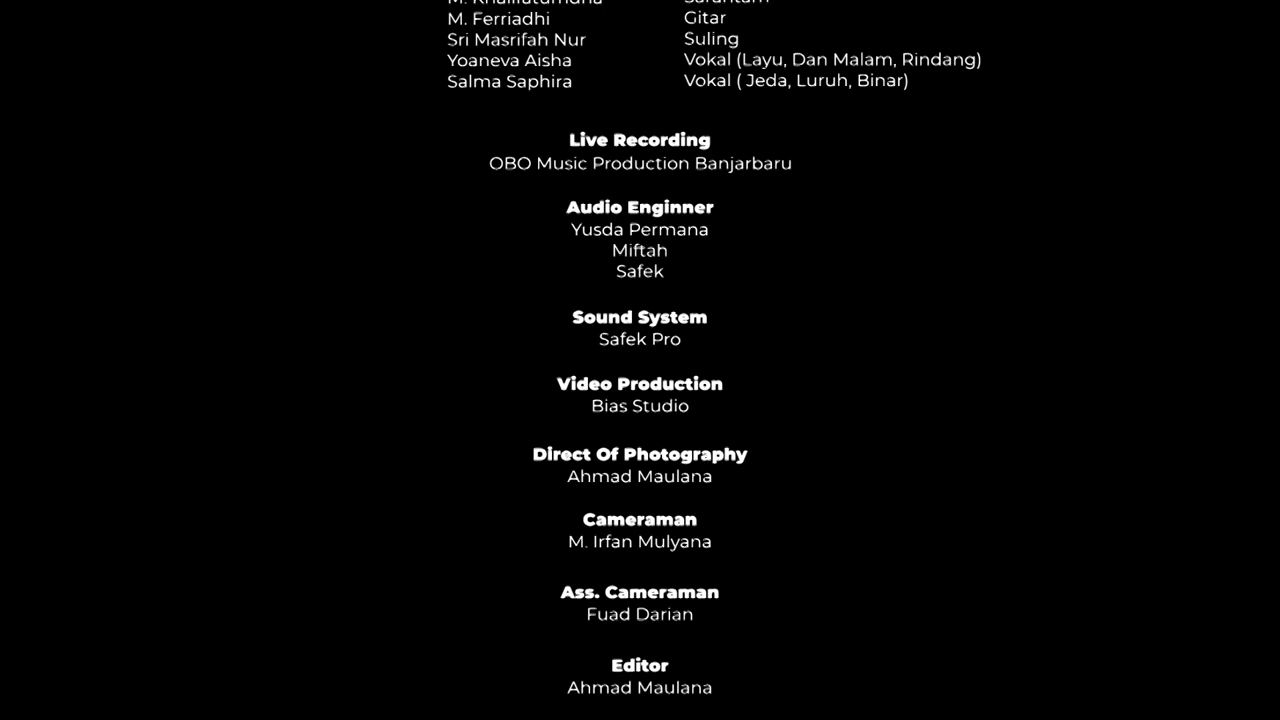 M. Ferriadhi Gitar
Sri Masrifah Nur Suling
Yoaneva Aisha Vokal (Layu, Dan Malam, Rindang)
Salma Saphira Vokal ( Jeda, Luruh, Binar)
Live Recording
OBO Music Production Banjarbaru
Audio Enginner
Yusda Permana
Miftah
Safek
Sound System
Safek Pro
Video Production
Bias Studio
Direct Of Photography
Ahmad Maulana
Cameraman
M. Irfan Mulyana
Ass. Cameraman
Fuad Darian
Editor
Ahmad Maulana